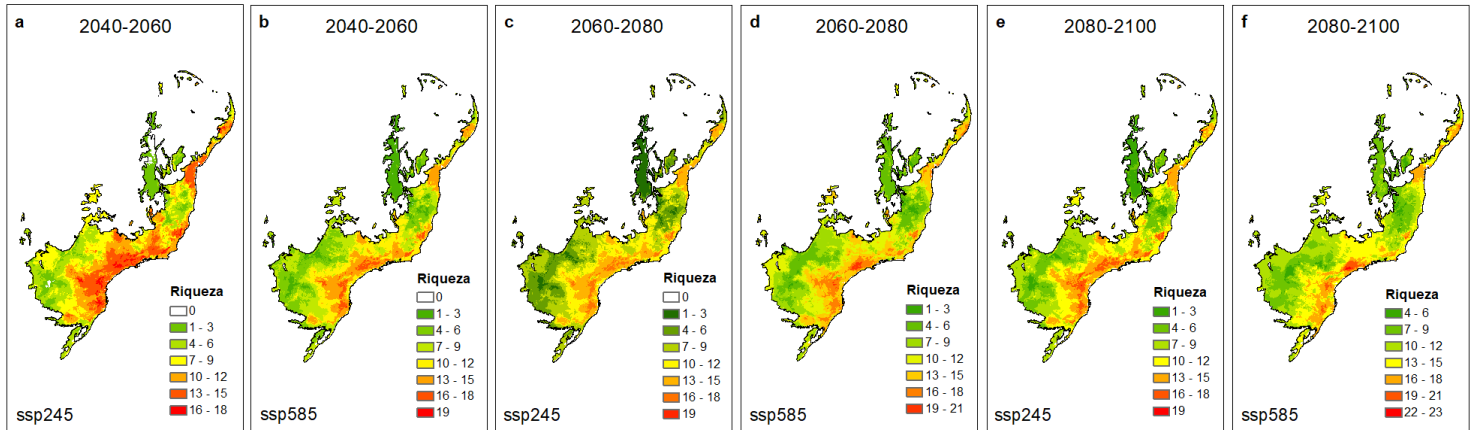 a
2040-2060
Riqueza
0
1 - 3
4 - 6
7 - 9
10 - 12
13 - 15
16 - 18
ssp245
b
2040-2060
Riqueza
0
1 - 3
4 - 6
7 - 9
10 - 12
13 - 15
16 - 18
19
ssp585
c
2060-2080
Riqueza
0
1 - 3
4 - 6
7 - 9
10 - 12
13 - 15
16 - 18
19
ssp245
d
2060-2080
Riqueza
1 - 3
4 - 6
7 - 9
10 - 12
13 - 15
16 - 18
19 - 21
ssp585
e
2080-2100
Riqueza
1 - 3
4 - 6
7 - 9
10 - 12
13 - 15
16 - 18
19
ssp245
f
2080-2100
Riqueza
4 - 6
7 - 9
10 - 12
13 - 15
16 - 18
19 - 21
22 - 23
ssp585